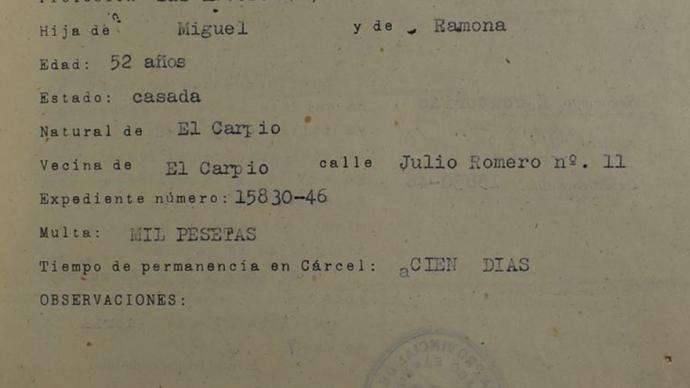 Hija de Miguel y de Ramona
Edad: 52 años
Estado: casada
Natural de El Carpio
Vecina de El Carpio calle Julio Romero nº. 11
Expediente número: 15830-46
Multa: MIL PESETAS
Tiempo de permanencia en Cárcel: aCIEN DIAS
OBSERVACIONES:
PROVINCIAL DE